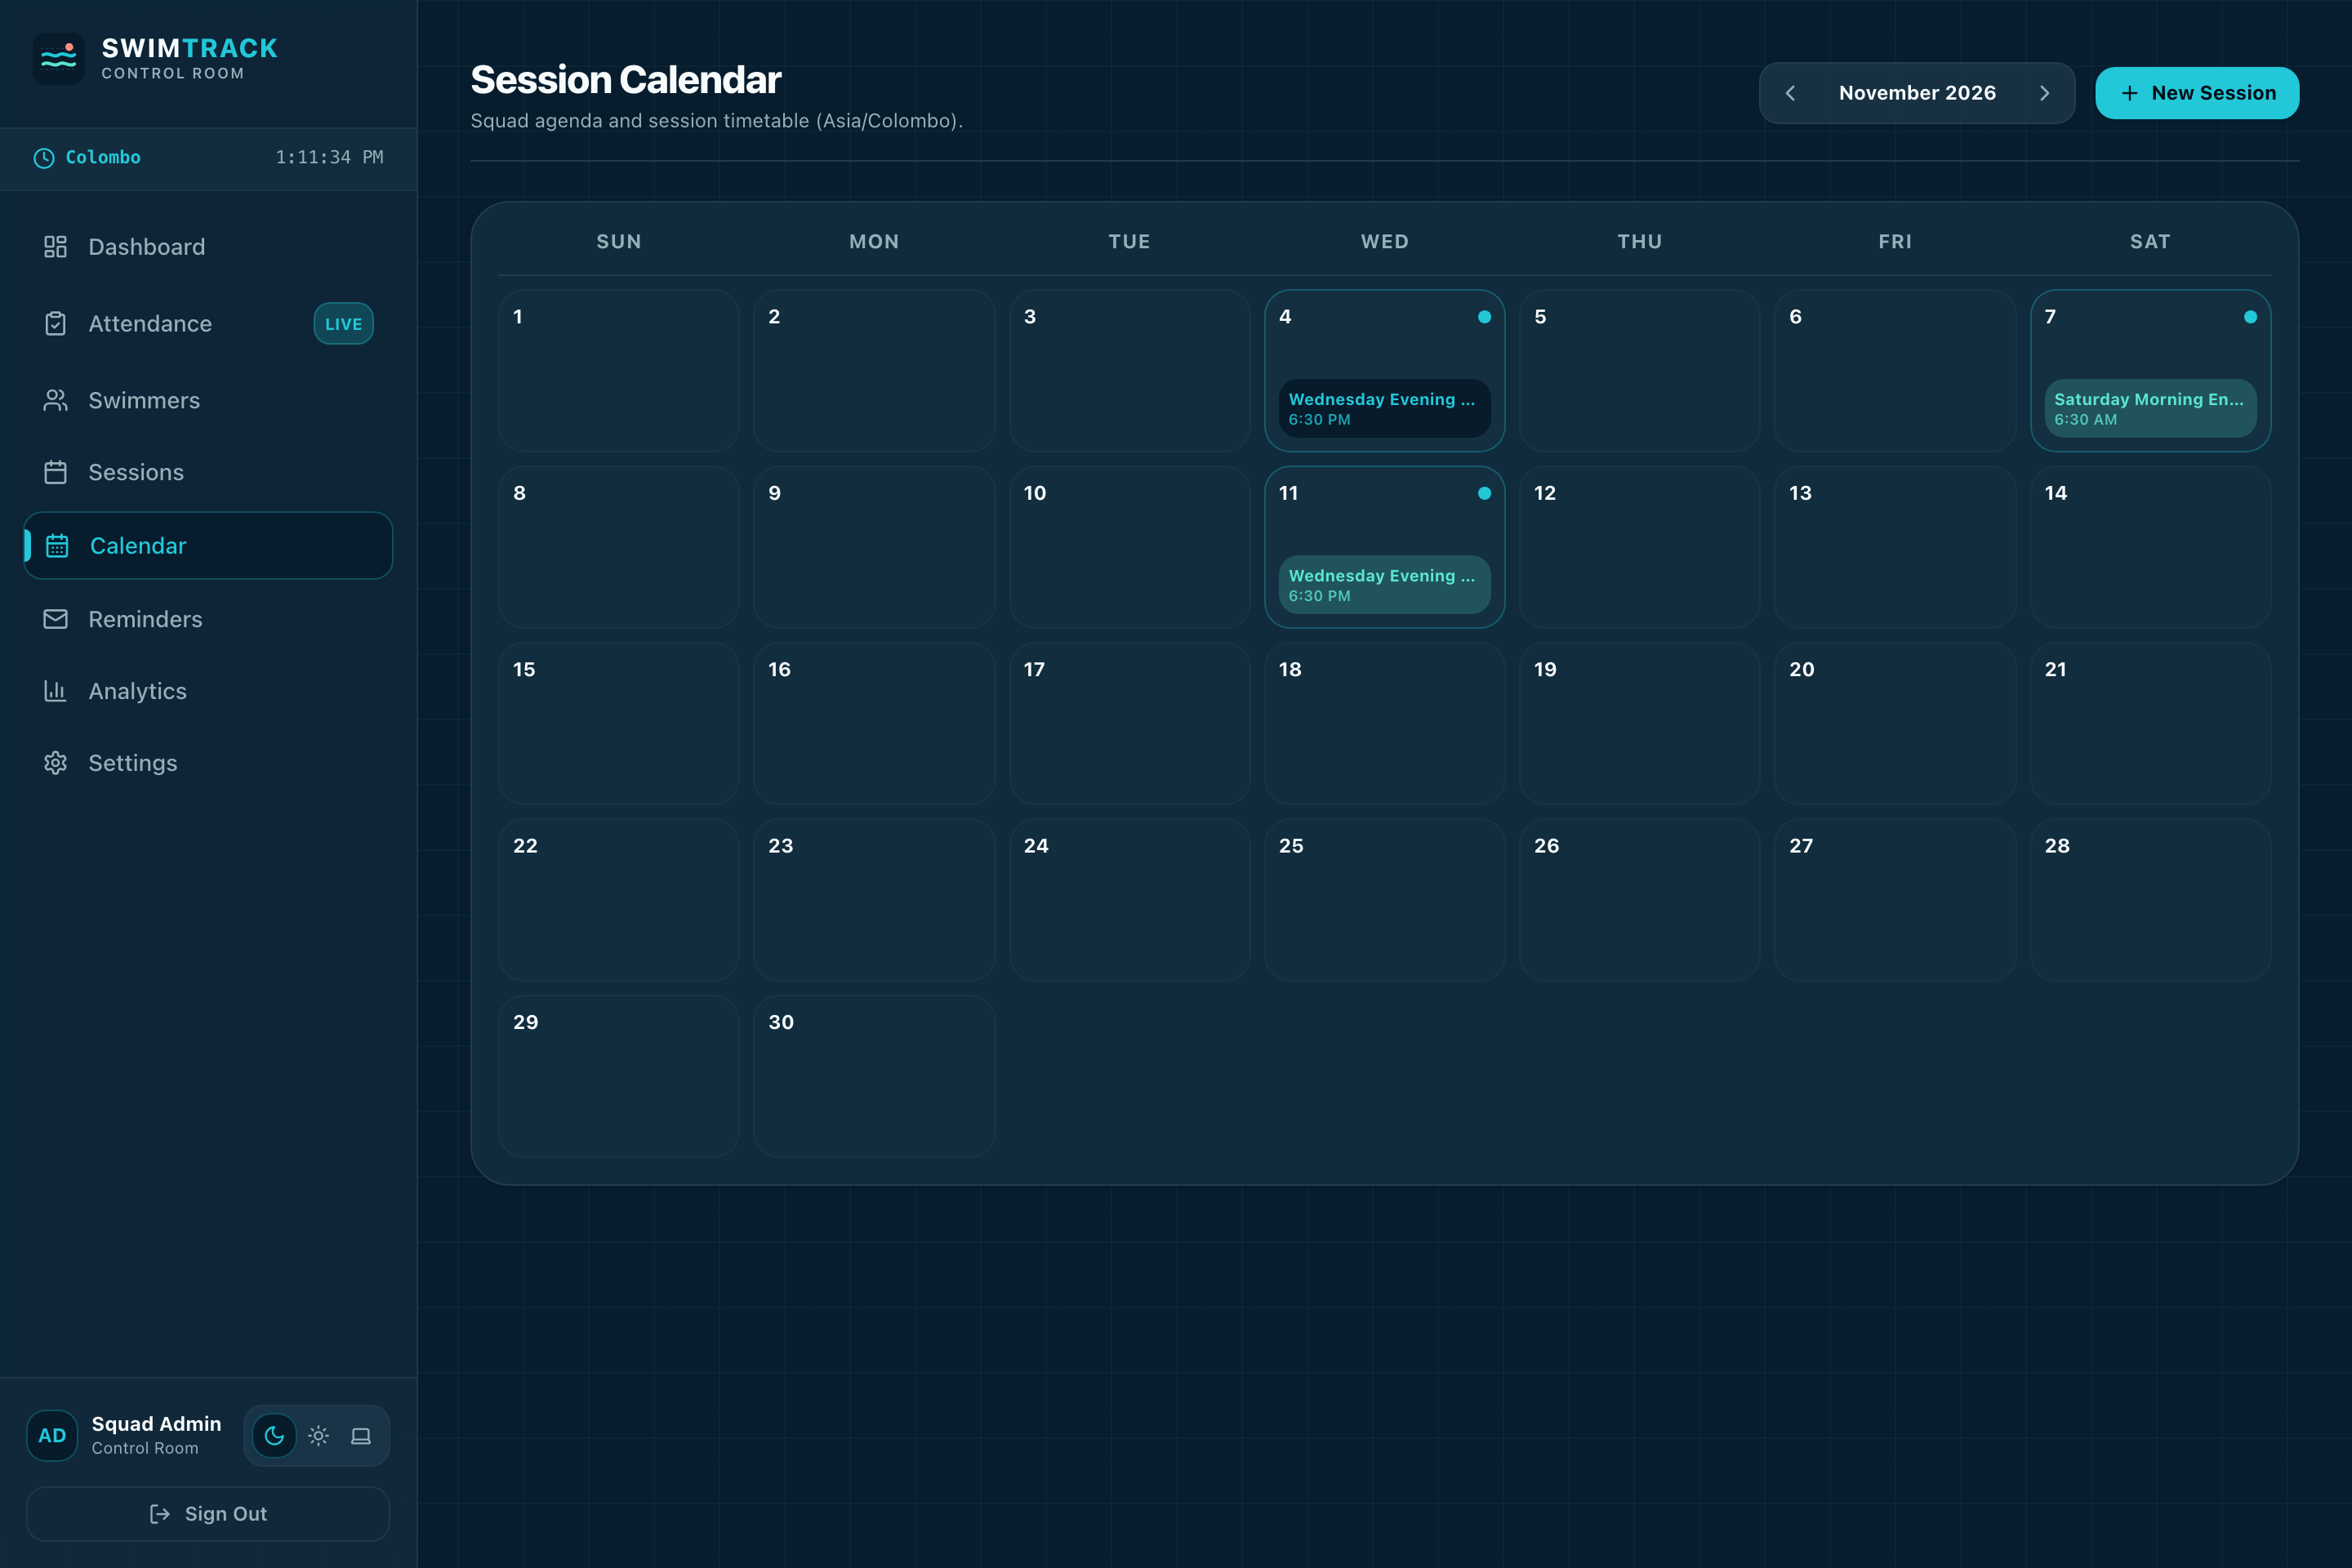 SWIMTRACK
CONTROL ROOM
Colombo 1:11:34 PM
Dashboard
Attendance LIVE
Swimmers
Sessions
Calendar
Reminders
Analytics
Settings
AD
Squad Admin
Control Room
Sign Out
Session Calendar
Squad agenda and session timetable (Asia/Colombo).
November 2026
New Session
SUN MON TUE WED THU FRI SAT
1 2 3 4 5 6 7
Wednesday Evening ...
6:30 PM
Saturday Morning En...
6:30 AM
8 9 10 11 12 13 14
Wednesday Evening ...
6:30 PM
15 16 17 18 19 20 21
22 23 24 25 26 27 28
29 30